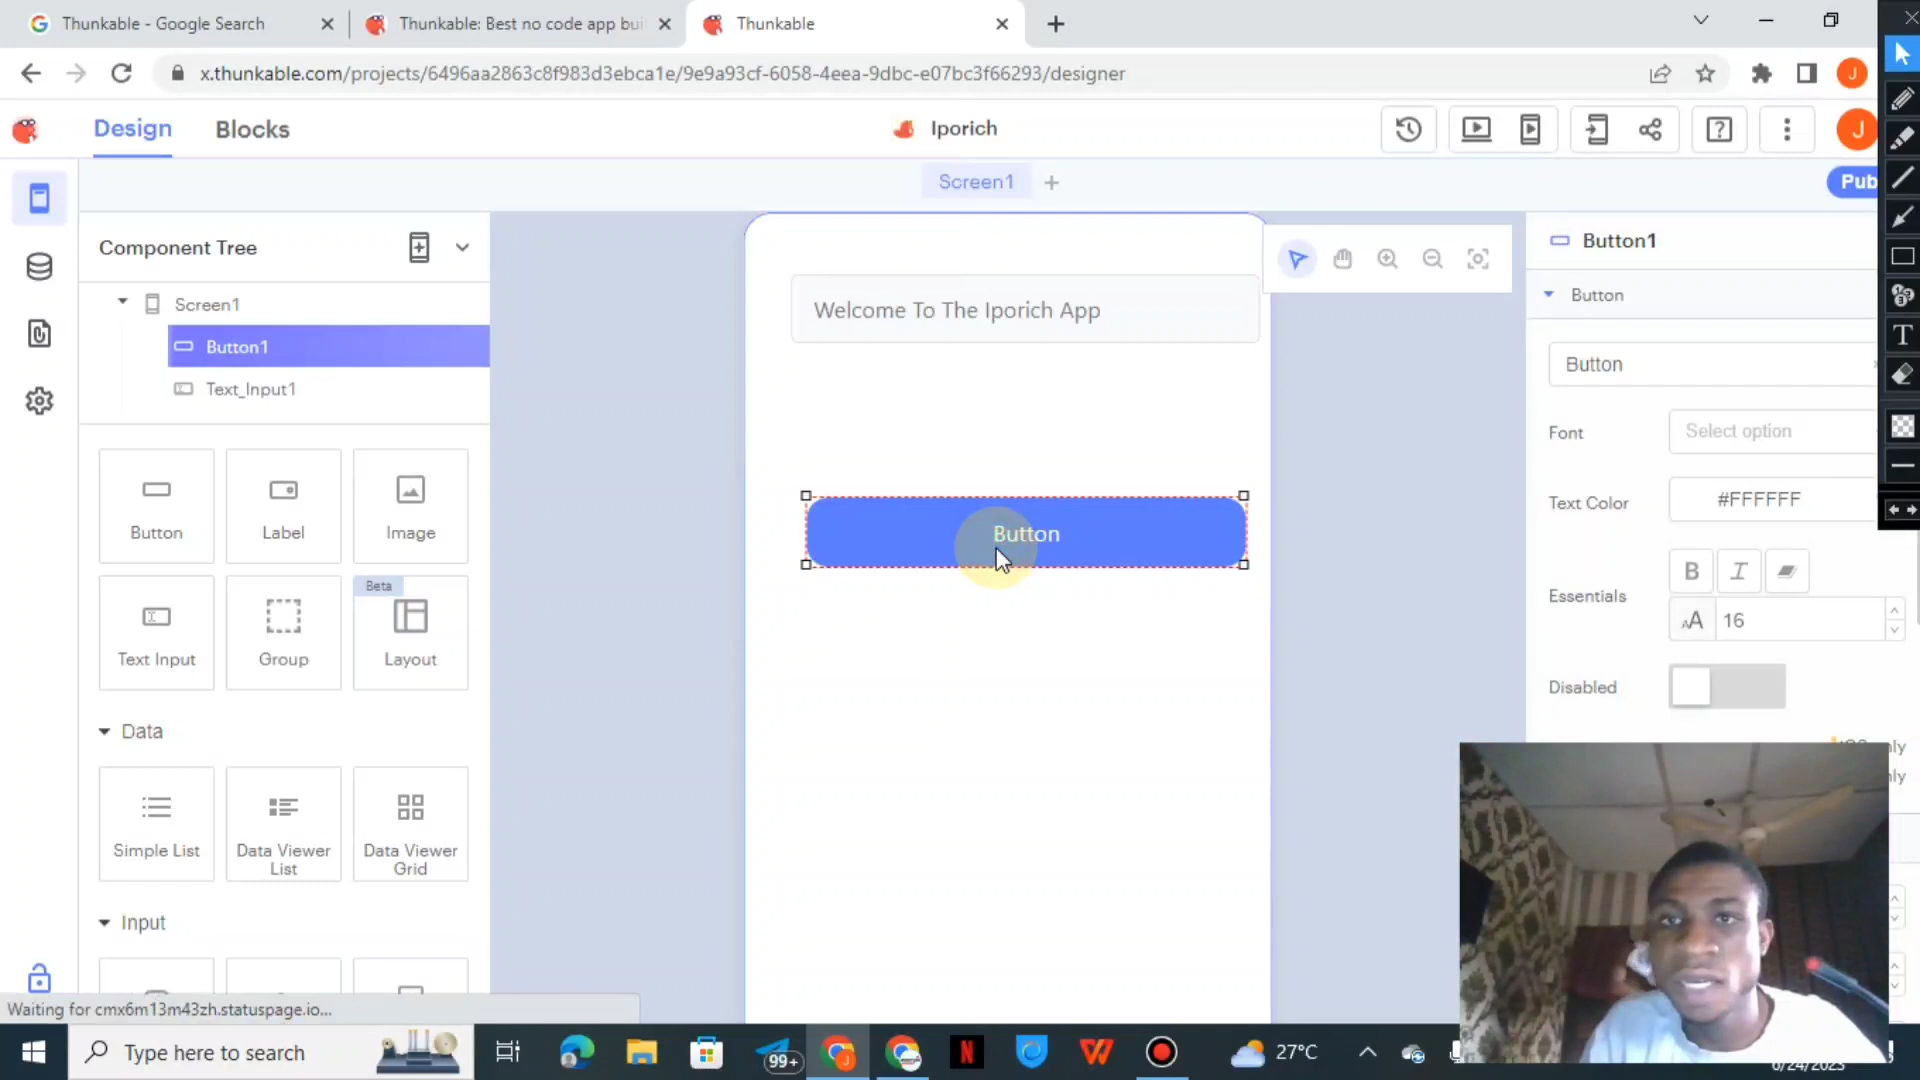 Thunkable - Google Search
Thunkable: Best no code app bui
Thunkable
x.thunkable.com/projects/6496aa2863c8f983d3ebca1e/9e9a93cf-6058-4eea-9dbc-e07bc3f66293/designer
J
Design
Blocks
Iporich
J
Screen1
Pub
Component Tree
Screen1
Button1
Text_Input1
Button
Label
Image
Text Input
Group
Beta
Layout
Data
Simple List
Data Viewer List
Data Viewer Grid
Input
Waiting for cmx6m13m43zh.statuspage.io...
Welcome To The Iporich App
Button
Button1
Button
Button
Font
Select option
Text Color
#FFFFFF
Essentials
B I
AA 16
Disabled
T
Type here to search
99+
J
N
W
27°C
6/24/2023